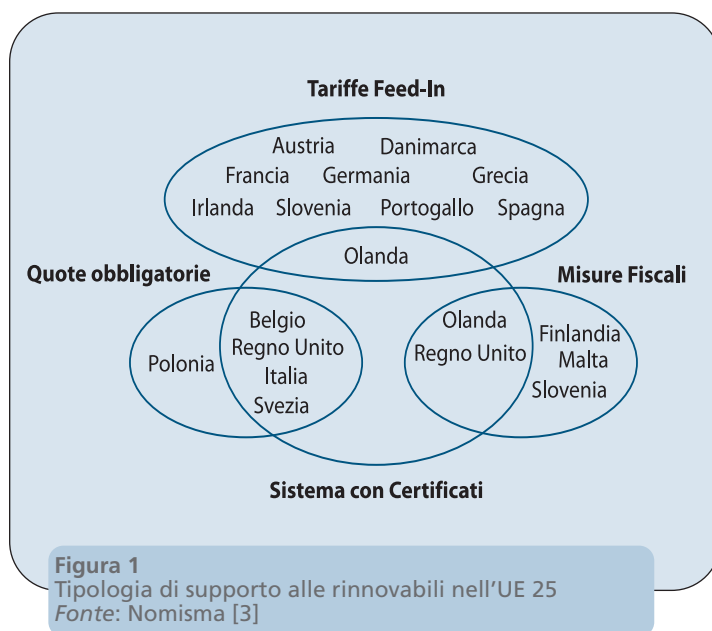 Tariffe Feed-In
Austria Danimarca
Francia Germania Grecia
Irlanda Slovenia Portogallo Spagna
Olanda
Quote obbligatorie
Misure Fiscali
Polonia
Belgio
Regno Unito
Italia
Svezia
Olanda
Regno Unito
Finlandia
Malta
Slovenia
Sistema con Certificati
Figura 1
Tipologia di supporto alle rinnovabili nell'UE 25
Fonte: Nomisma [3]